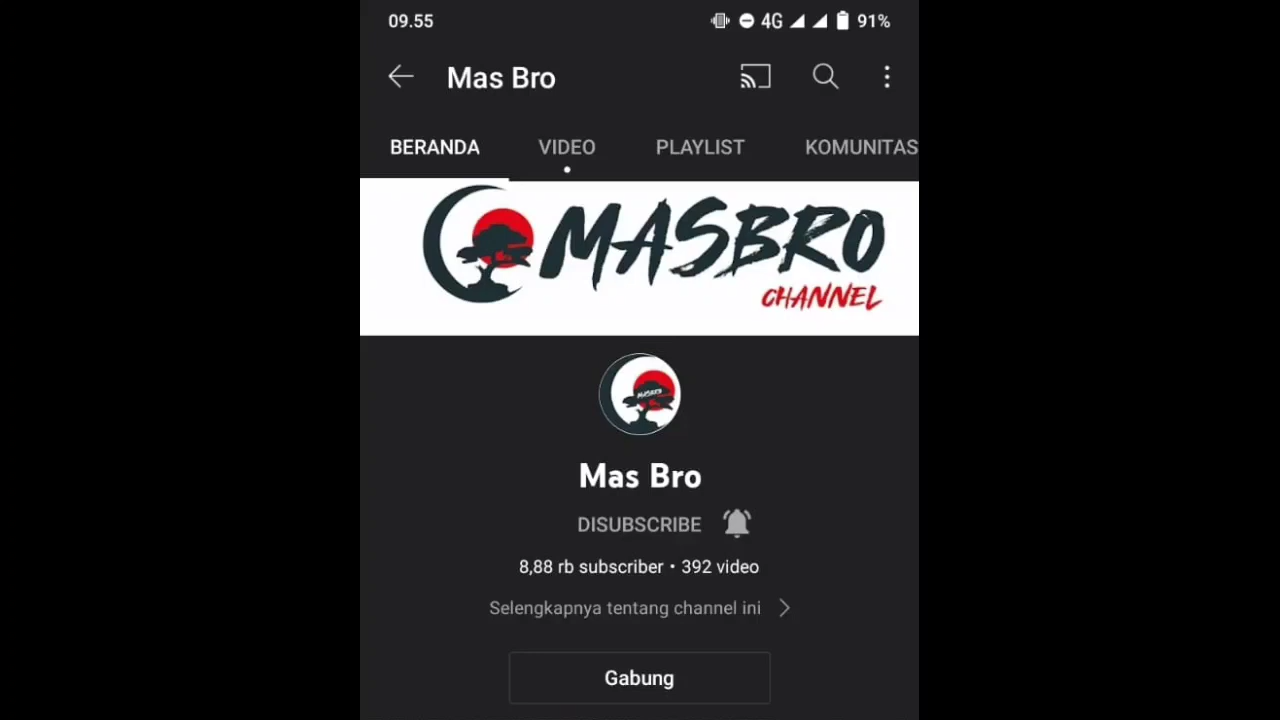 09.55 4G 91%
Mas Bro
BERANDA VIDEO PLAYLIST KOMUNITAS
MASBRO
CHANNEL
MASBRO
Mas Bro
DISUBSCRIBE
8,88 rb subscriber • 392 video
Selengkapnya tentang channel ini
Gabung